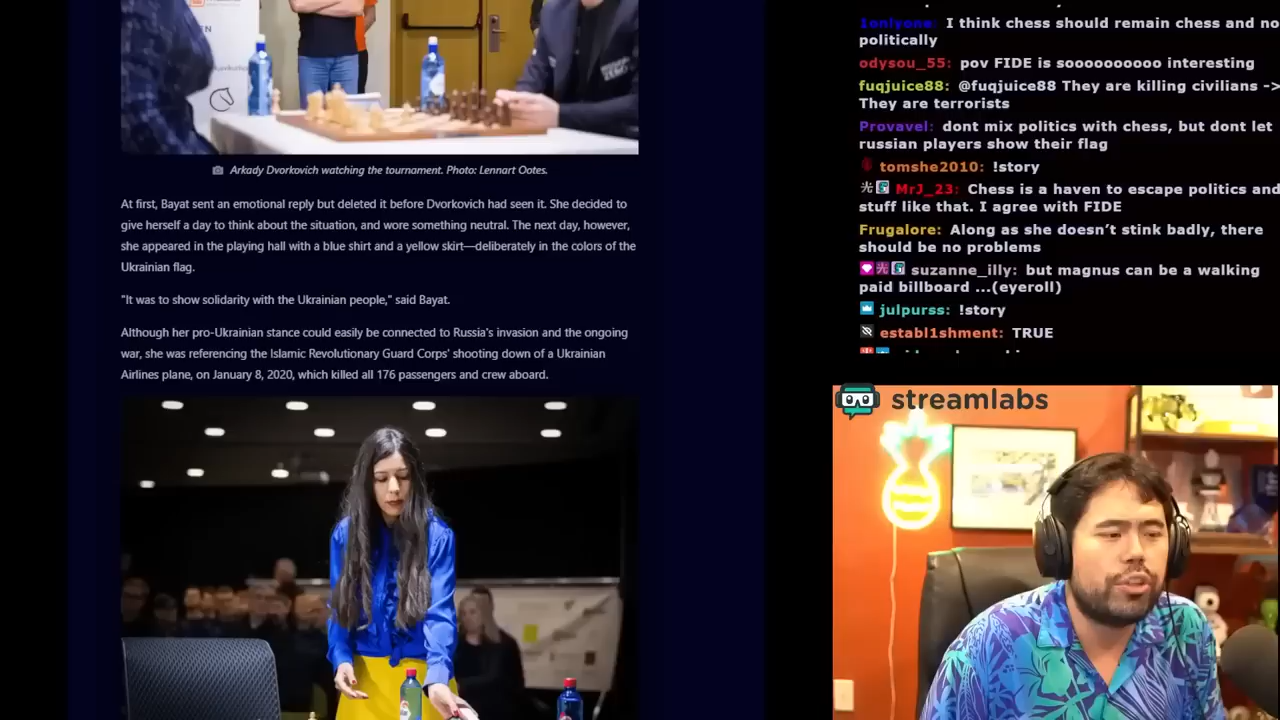 Arkady Dvorkovich watching the tournament. Photo: Lennart Ootes.
At first, Bayat sent an emotional reply but deleted it before Dvorkovich had seen it. She decided to
give herself a day to think about the situation, and wore something neutral. The next day, however,
she appeared in the playing hall with a blue shirt and a yellow skirt—deliberately in the colors of the
Ukrainian flag.
"It was to show solidarity with the Ukrainian people," said Bayat.
Although her pro-Ukrainian stance could easily be connected to Russia's invasion and the ongoing
war, she was referencing the Islamic Revolutionary Guard Corps' shooting down of a Ukrainian
Airlines plane, on January 8, 2020, which killed all 176 passengers and crew aboard.
1onlyone: I think chess should remain chess and no
politically
odysou_55: pov FIDE is soooooooooo interesting
fuqjuice88: @fuqjuice88 They are killing civilians ->
They are terrorists
Provavel: dont mix politics with chess, but dont let
russian players show their flag
tomshe2010: !story
光 MrJ_23: Chess is a haven to escape politics and
stuff like that. I agree with FIDE
Frugalore: Along as she doesn't stink badly, there
should be no problems
光 suzanne_illy: but magnus can be a walking
paid billboard ...(eyeroll)
julpurss: !story
establ1shment: TRUE
streamlabs